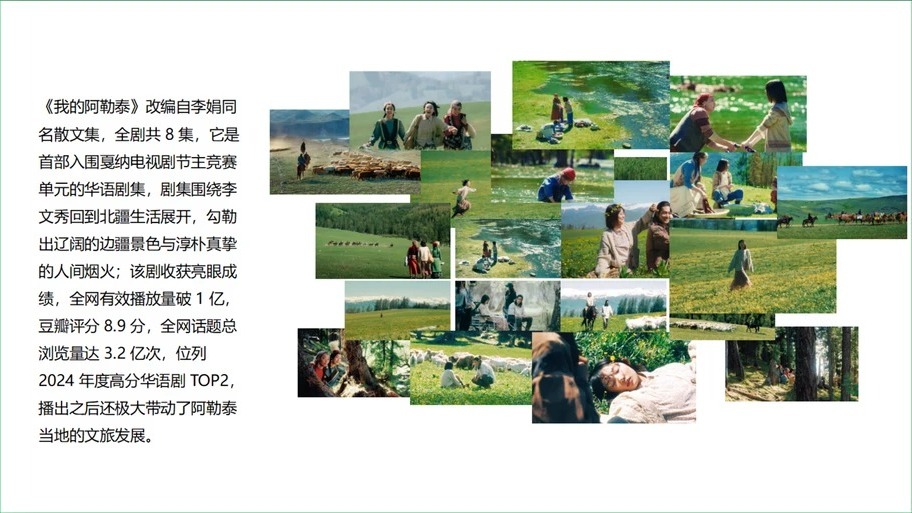 《我的阿勒泰》改编自李娟同
名散文集，全剧共 8 集，它是
首部入围戛纳电视剧节主竞赛
单元的华语剧集，剧集围绕李
文秀回到北疆生活展开，勾勒
出辽阔的边疆景色与淳朴真挚
的人间烟火；该剧收获亮眼成
绩，全网有效播放量破 1 亿，
豆瓣评分 8.9 分，全网话题总
浏览量达 3.2 亿次，位列
2024 年度高分华语剧 TOP2，
播出之后还极大带动了阿勒泰
当地的文旅发展。